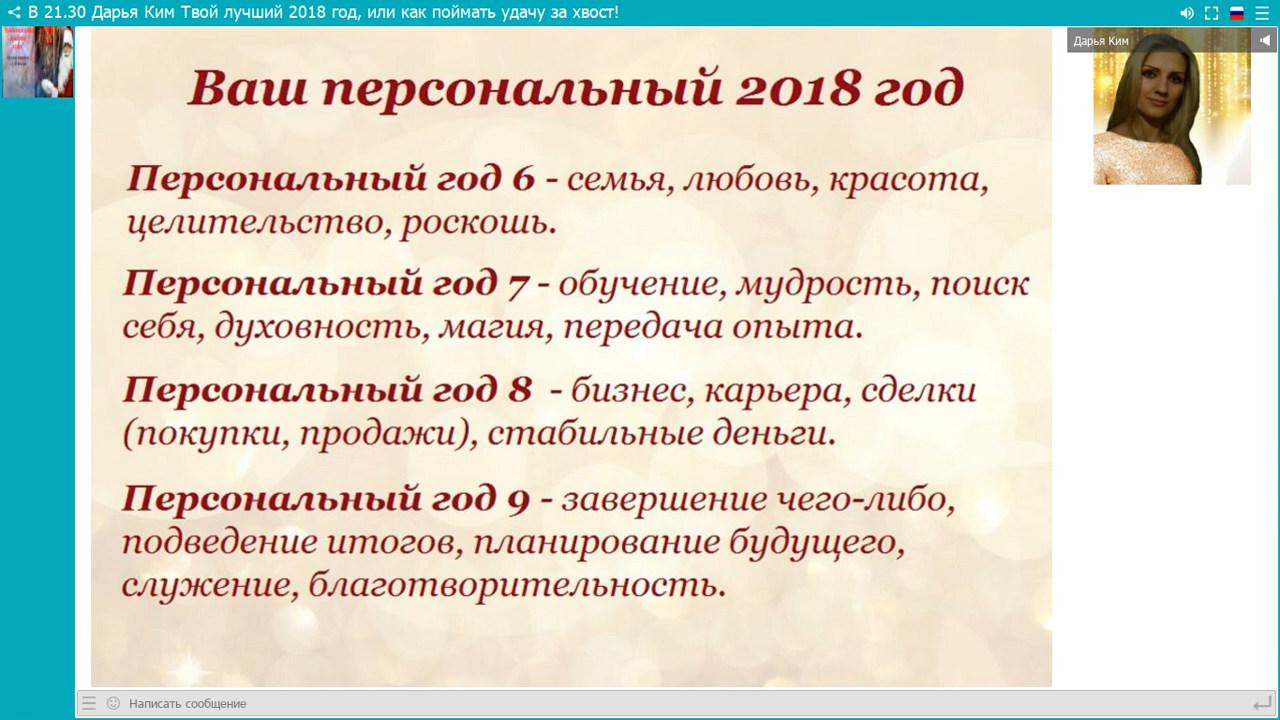 В 21.30 Дарья Ким Твой лучший 2018 год, или как поймать удачу за хвост!
Дарья Ким
Ваш персональный 2018 год
Персональный год 6 - семья, любовь, красота,
целительство, роскошь.
Персональный год 7 - обучение, мудрость, поиск
себя, духовность, магия, передача опыта.
Персональный год 8 - бизнес, карьера, сделки
(покупки, продажи), стабильные деньги.
Персональный год 9 - завершение чего-либо,
подведение итогов, планирование будущего,
служение, благотворительность.
Написать сообщение